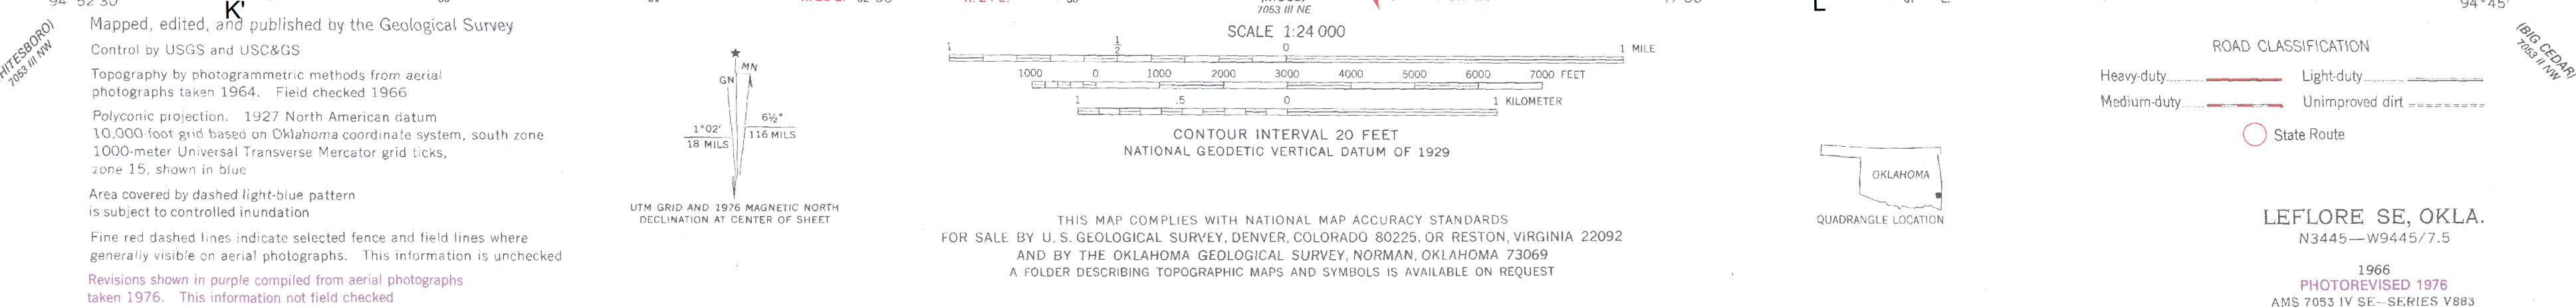 94° 52'30"
K'
L
94°45'
7053 III NE
(BIG CEDAR)
7053 II NW
7053 III NW
Mapped, edited, and published by the Geological Survey
Control by USGS and USC&GS
Topography by photogrammetric methods from aerial
photographs taken 1964. Field checked 1966
Polyconic projection. 1927 North American datum
10,000-foot grid based on Oklahoma coordinate system, south zone
1000-meter Universal Transverse Mercator grid ticks,
zone 15, shown in blue
Area covered by dashed light-blue pattern
is subject to controlled inundation
Fine red dashed lines indicate selected fence and field lines where
generally visible on aerial photographs. This information is unchecked
Revisions shown in purple compiled from aerial photographs
taken 1976. This information not field checked
★
MN
GN
1°02'
18 MILS
6½°
116 MILS
UTM GRID AND 1976 MAGNETIC NORTH
DECLINATION AT CENTER OF SHEET
SCALE 1:24 000
1 ½ 0 1 MILE
1000 0 1000 2000 3000 4000 5000 6000 7000 FEET
1 .5 0 1 KILOMETER
CONTOUR INTERVAL 20 FEET
NATIONAL GEODETIC VERTICAL DATUM OF 1929
THIS MAP COMPLIES WITH NATIONAL MAP ACCURACY STANDARDS
FOR SALE BY U. S. GEOLOGICAL SURVEY, DENVER, COLORADO 80225, OR RESTON, VIRGINIA 22092
AND BY THE OKLAHOMA GEOLOGICAL SURVEY, NORMAN, OKLAHOMA 73069
A FOLDER DESCRIBING TOPOGRAPHIC MAPS AND SYMBOLS IS AVAILABLE ON REQUEST
OKLAHOMA
QUADRANGLE LOCATION
ROAD CLASSIFICATION
Heavy-duty Light-duty
Medium-duty Unimproved dirt
State Route
LEFLORE SE, OKLA.
N3445—W9445/7.5
1966
PHOTOREVISED 1976
AMS 7053 IV SE—SERIES V883